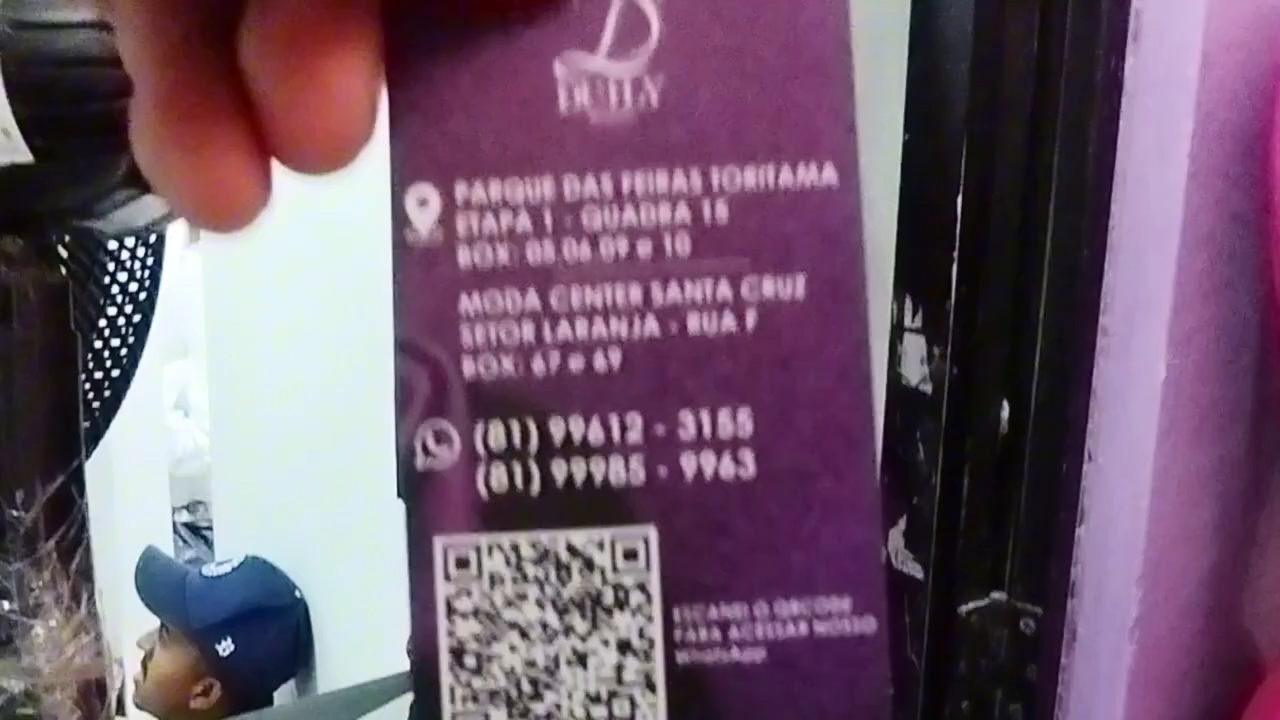 PARQUE DAS FEIRAS TORITAMA
ETAPA 1 - QUADRA 15
BOX: 05 06 09 e 10
MODA CENTER SANTA CRUZ
SETOR LARANJA - RUA F
BOX: 67 e 69
(81) 99612 - 3155
(81) 99985 - 9963
ESCANEI O QRCODE
PARA ACESSAR NOSSO
WhatsApp